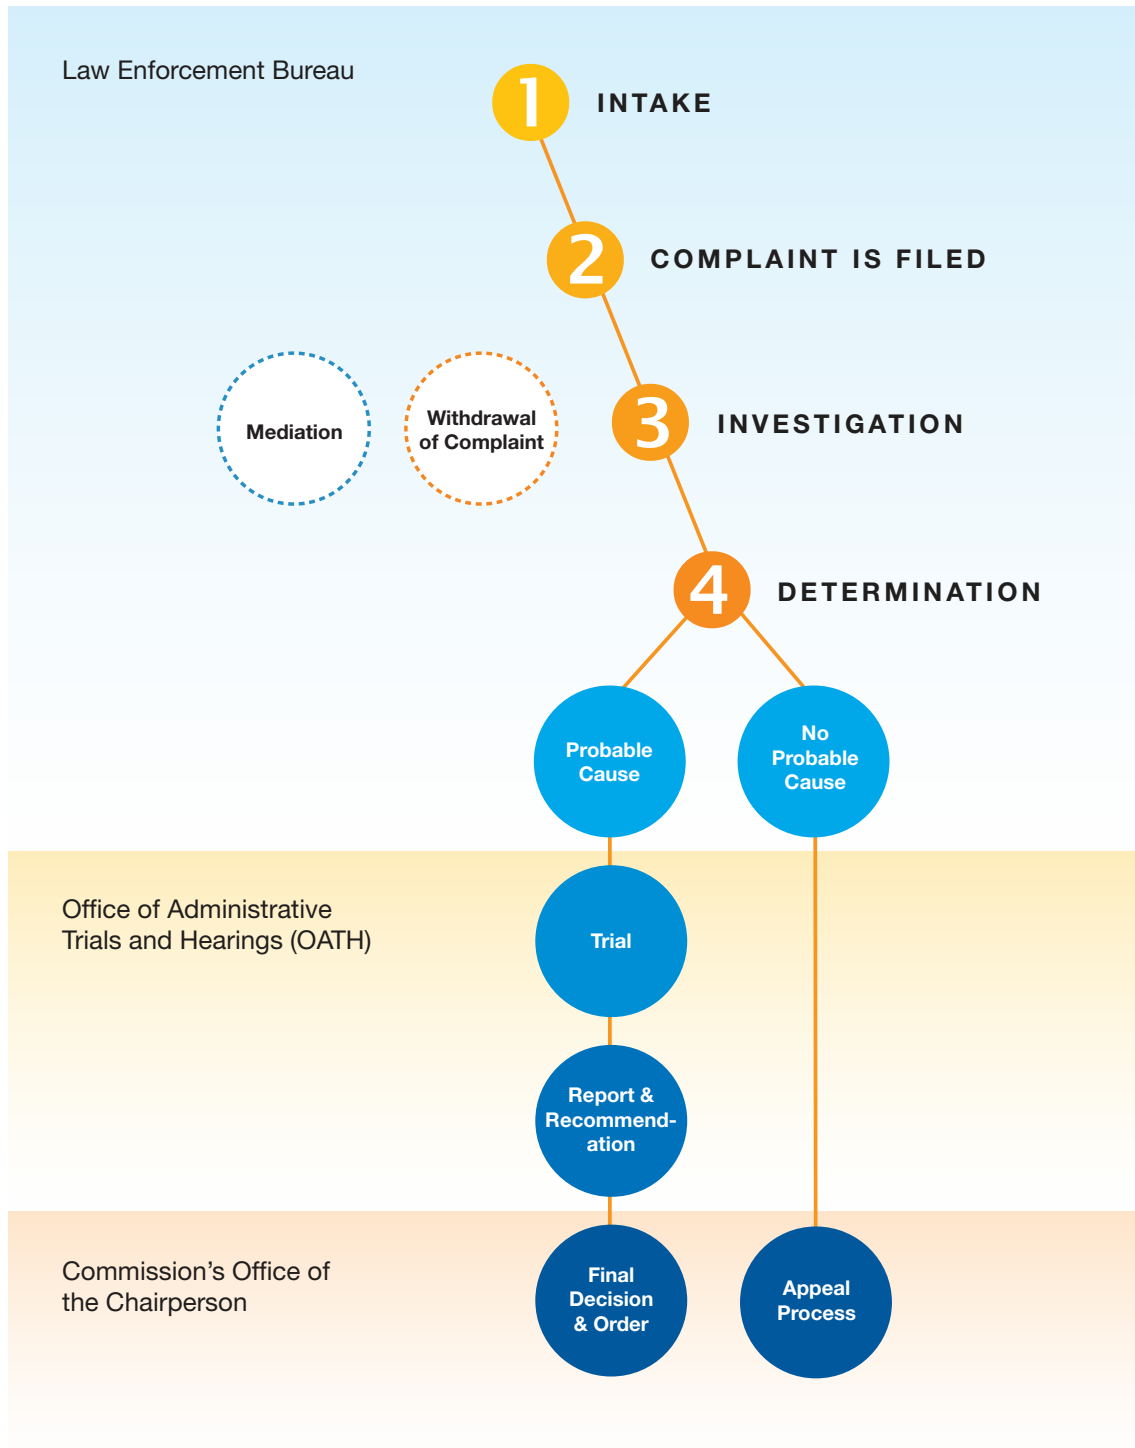 Law Enforcement Bureau
1 INTAKE
2 COMPLAINT IS FILED
Mediation
Withdrawal
of Complaint
3 INVESTIGATION
4 DETERMINATION
Probable
Cause
No
Probable
Cause
Office of Administrative
Trials and Hearings (OATH)
Trial
Report &
Recommend-
ation
Commission’s Office of
the Chairperson
Final
Decision
& Order
Appeal
Process